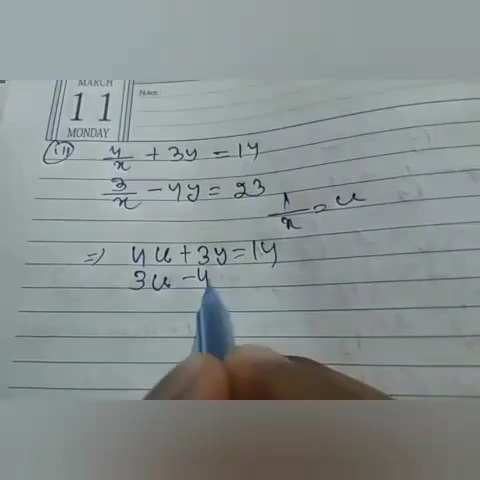 MARCH
11
MONDAY
Notes
(iii) 4/x + 3y = 14
3/x - 4y = 23
1/x = u
⇒ 4u + 3y = 14
3u - 4